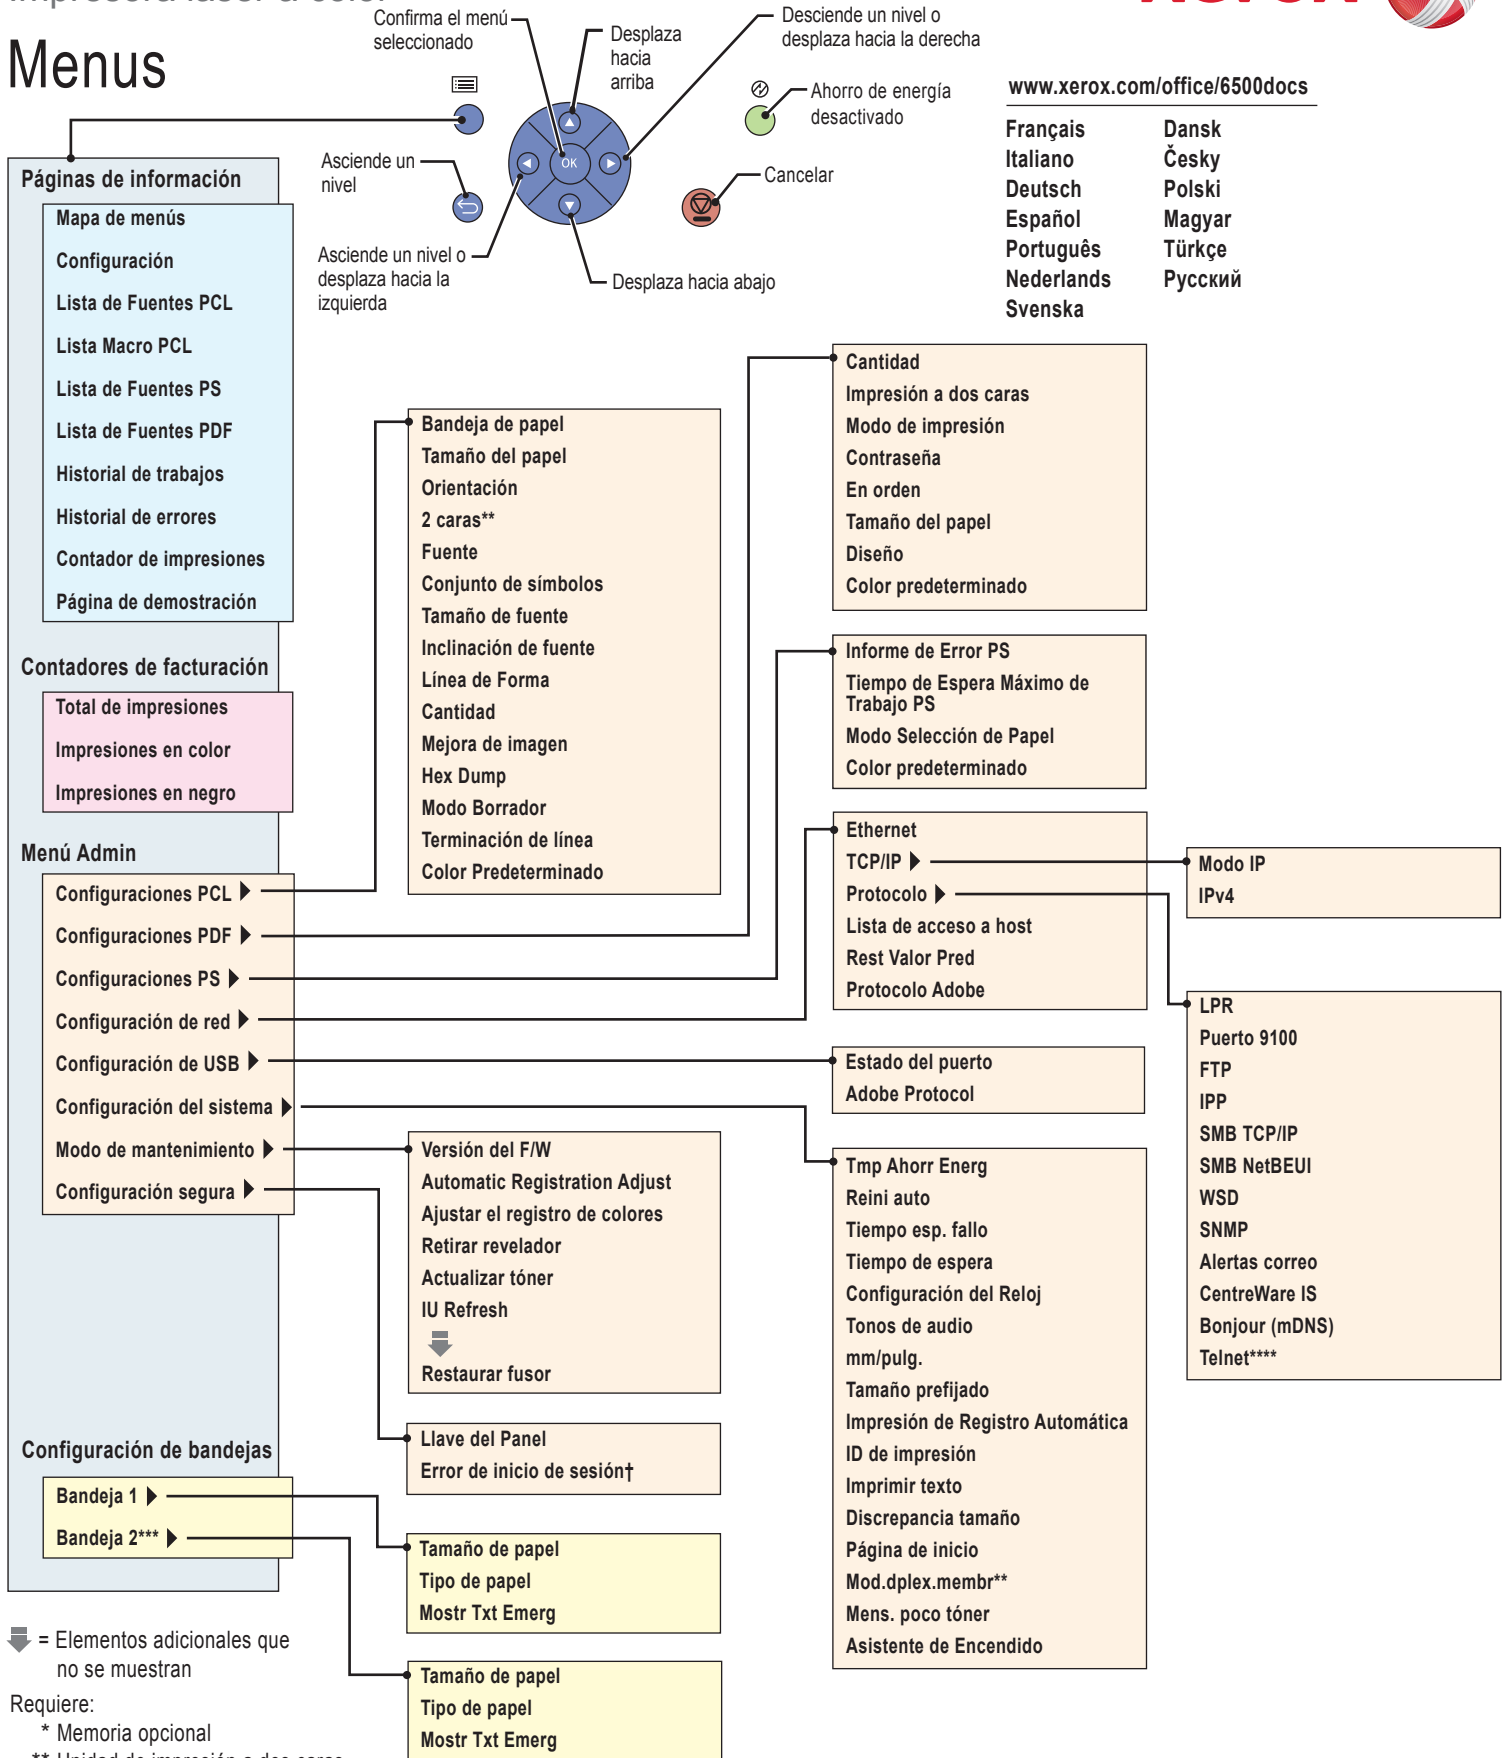 Menus
Confirma el menú
seleccionado
Desplaza
hacia
arriba
Desciende un nivel o
desplaza hacia la derecha
Ahorro de energía
desactivado
Asciende un
nivel
OK
Cancelar
Asciende un nivel o
desplaza hacia la
izquierda
Desplaza hacia abajo
www.xerox.com/office/6500docs
Français
Italiano
Deutsch
Español
Português
Nederlands
Svenska
Dansk
Česky
Polski
Magyar
Türkçe
Русский
Páginas de información
Mapa de menús
Configuración
Lista de Fuentes PCL
Lista Macro PCL
Lista de Fuentes PS
Lista de Fuentes PDF
Historial de trabajos
Historial de errores
Contador de impresiones
Página de demostración
Contadores de facturación
Total de impresiones
Impresiones en color
Impresiones en negro
Menú Admin
Configuraciones PCL
Configuraciones PDF
Configuraciones PS
Configuración de red
Configuración de USB
Configuración del sistema
Modo de mantenimiento
Configuración segura
Configuración de bandejas
Bandeja 1
Bandeja 2***
Bandeja de papel
Tamaño del papel
Orientación
2 caras**
Fuente
Conjunto de símbolos
Tamaño de fuente
Inclinación de fuente
Línea de Forma
Cantidad
Mejora de imagen
Hex Dump
Modo Borrador
Terminación de línea
Color Predeterminado
Versión del F/W
Automatic Registration Adjust
Ajustar el registro de colores
Retirar revelador
Actualizar tóner
IU Refresh
Restaurar fusor
Llave del Panel
Error de inicio de sesión†
Tamaño de papel
Tipo de papel
Mostr Txt Emerg
Tamaño de papel
Tipo de papel
Mostr Txt Emerg
Cantidad
Impresión a dos caras
Modo de impresión
Contraseña
En orden
Tamaño del papel
Diseño
Color predeterminado
Informe de Error PS
Tiempo de Espera Máximo de
Trabajo PS
Modo Selección de Papel
Color predeterminado
Ethernet
TCP/IP
Protocolo
Lista de acceso a host
Rest Valor Pred
Protocolo Adobe
Estado del puerto
Adobe Protocol
Tmp Ahorr Energ
Reini auto
Tiempo esp. fallo
Tiempo de espera
Configuración del Reloj
Tonos de audio
mm/pulg.
Tamaño prefijado
Impresión de Registro Automática
ID de impresión
Imprimir texto
Discrepancia tamaño
Página de inicio
Mod.dplex.membr**
Mens. poco tóner
Asistente de Encendido
Modo IP
IPv4
LPR
Puerto 9100
FTP
IPP
SMB TCP/IP
SMB NetBEUI
WSD
SNMP
Alertas correo
CentreWare IS
Bonjour (mDNS)
Telnet****
= Elementos adicionales que
no se muestran
Requiere:
* Memoria opcional
** Unidad de impresión a dos caras